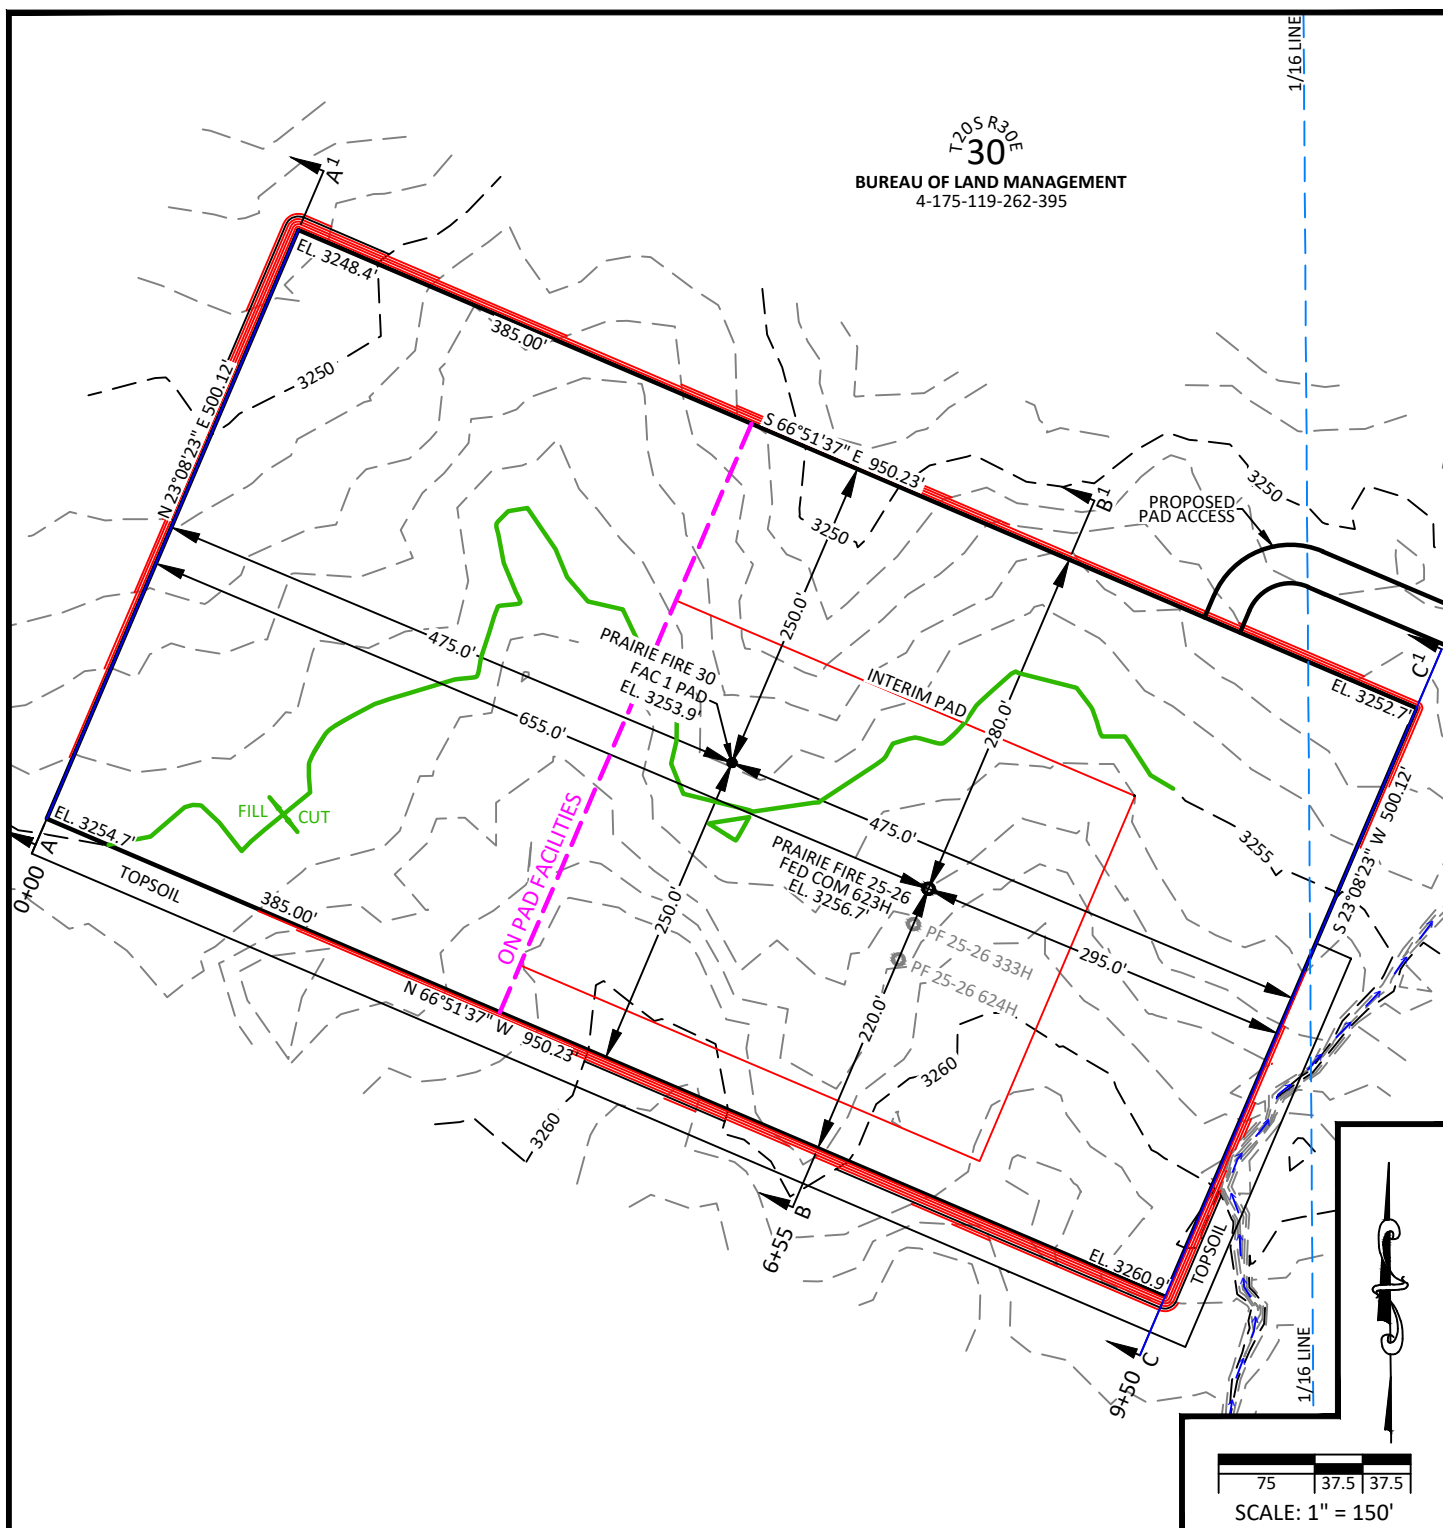 1/16 LINE
T20S R30E
30
BUREAU OF LAND MANAGEMENT
4-175-119-262-395
A1
EL. 3248.4'
385.00'
3250
N 23°08'23" E 500.12'
S 66°51'37" E 950.23'
3250
B1
3250
PROPOSED
PAD ACCESS
C1
EL. 3252.7'
250.0'
475.0'
PRAIRIE FIRE 30
FAC 1 PAD
EL. 3253.9'
INTERIM PAD
280.0'
655.0'
S 23°08'23" W 500.12'
FILL
CUT
EL. 3254.7'
A
0+00
TOPSOIL
385.00'
ON PAD FACILITIES
475.0'
3255
PRAIRIE FIRE 25-26
FED COM 623H
EL. 3256.7'
250.0'
PF 25-26 333H
PF 25-26 624H
295.0'
220.0'
N 66°51'37" W 950.23'
3260
3260
B
6+55
EL. 3260.9'
TOPSOIL
C
9+50
1/16 LINE
75
37.5
37.5
SCALE: 1" = 150'